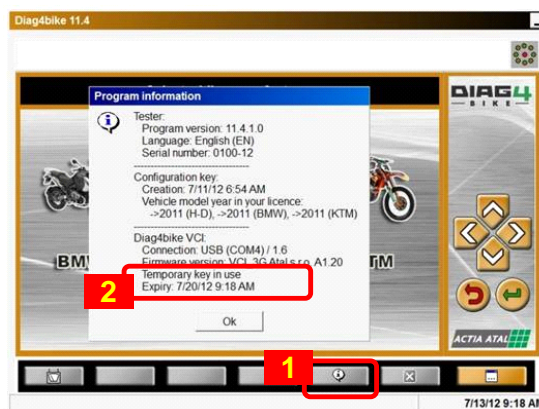 Diag4bike 11.4
DIAG4
BIKE
Program information
Tester:
Program version: 11.4.1.0
Language: English (EN)
Serial number: 0100-12
Configuration key:
Creation: 7/11/12 6:54 AM
Vehicle model year in your licence:
->2011 (H-D), ->2011 (BMW), ->2011 (KTM)
Diag4bike VCI:
Connection: USB (COM4) / 1.6
Firmware version: VCI 3G Atal s.r.o. A1.20
Temporary key in use
Expiry: 7/20/12 9:18 AM
2
Ok
BM
TM
ACTIA ATAL
1
7/13/12 9:18 AM